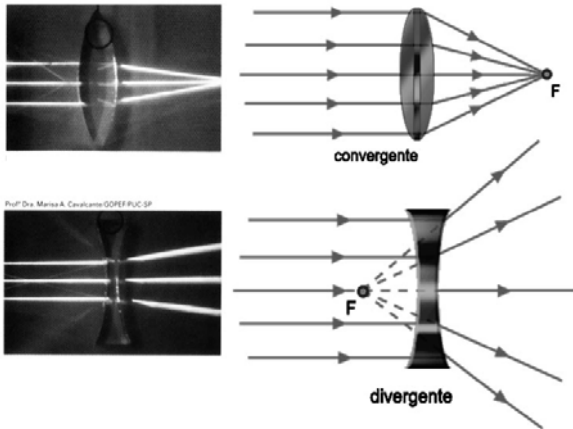 F
convergente
Profª Dra. Marisa A. Cavalcante GOPEF PUC-SP
F
divergente